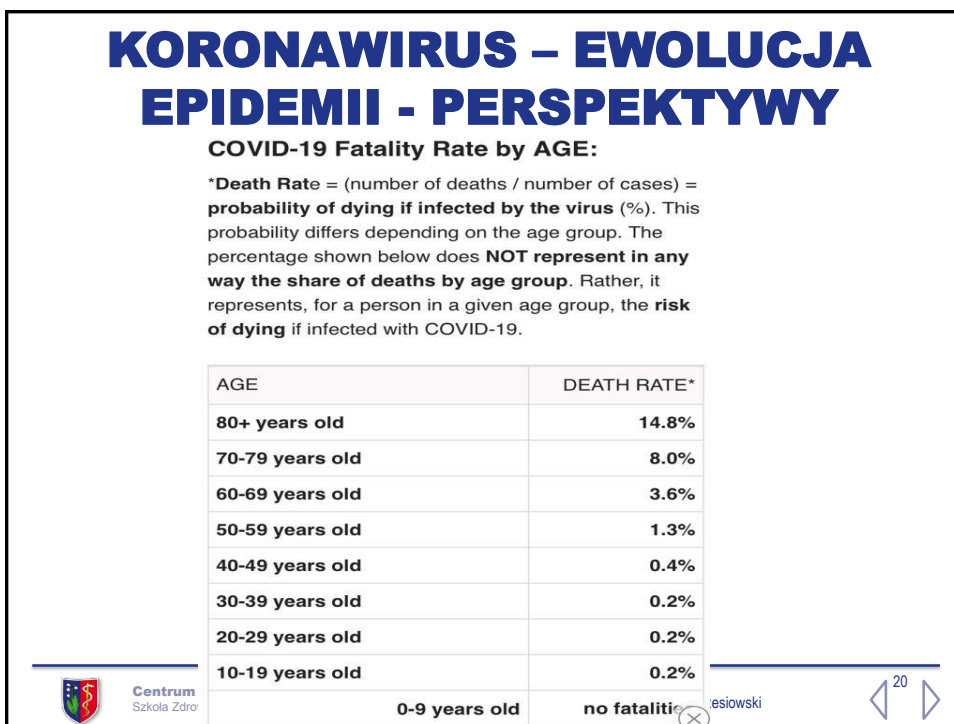 KORONAWIRUS – EWOLUCJA
EPIDEMII - PERSPEKTYWY
COVID-19 Fatality Rate by AGE:
*Death Rate = (number of deaths / number of cases) =
probability of dying if infected by the virus (%). This
probability differs depending on the age group. The
percentage shown below does NOT represent in any
way the share of deaths by age group. Rather, it
represents, for a person in a given age group, the risk
of dying if infected with COVID-19.
AGE DEATH RATE*
80+ years old 14.8%
70-79 years old 8.0%
60-69 years old 3.6%
50-59 years old 1.3%
40-49 years old 0.4%
30-39 years old 0.2%
20-29 years old 0.2%
10-19 years old 0.2%
0-9 years old no
Centrum
Szkoła
20